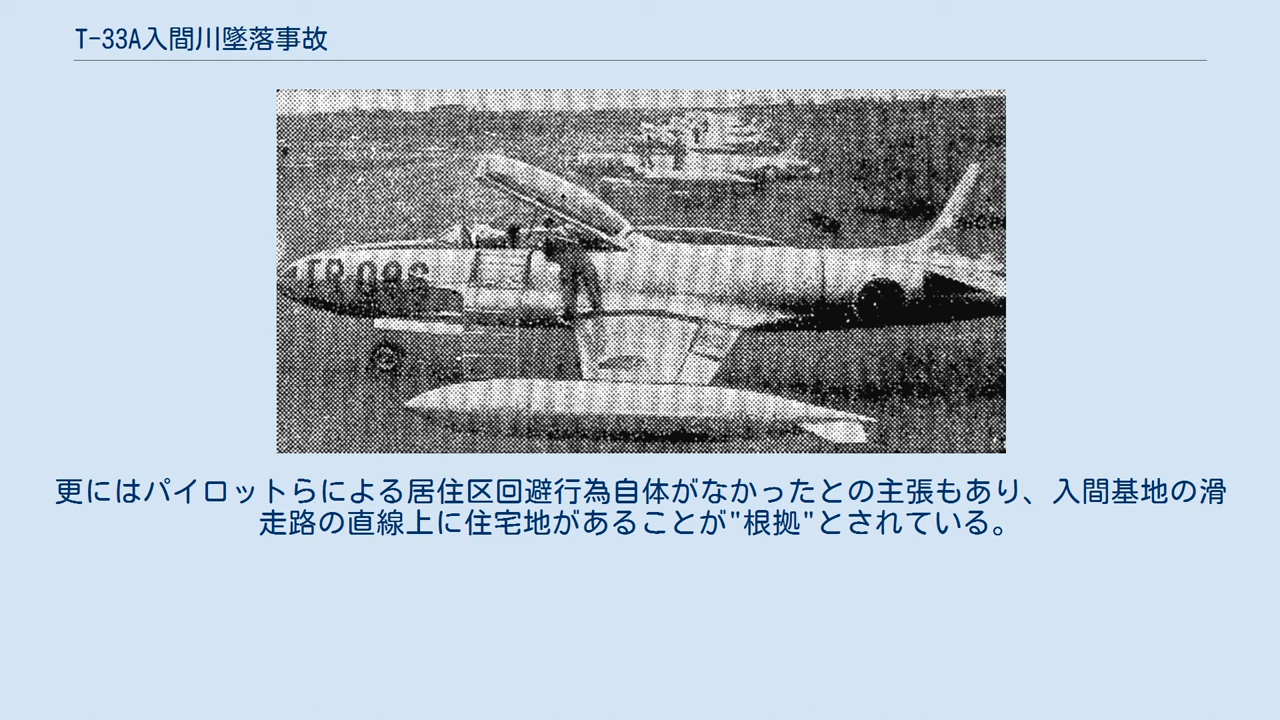 T-33A入間川墜落事故
TR-096
更にはパイロットらによる居住区回避行為自体がなかったとの主張もあり、入間基地の滑
走路の直線上に住宅地があることが"根拠"とされている。